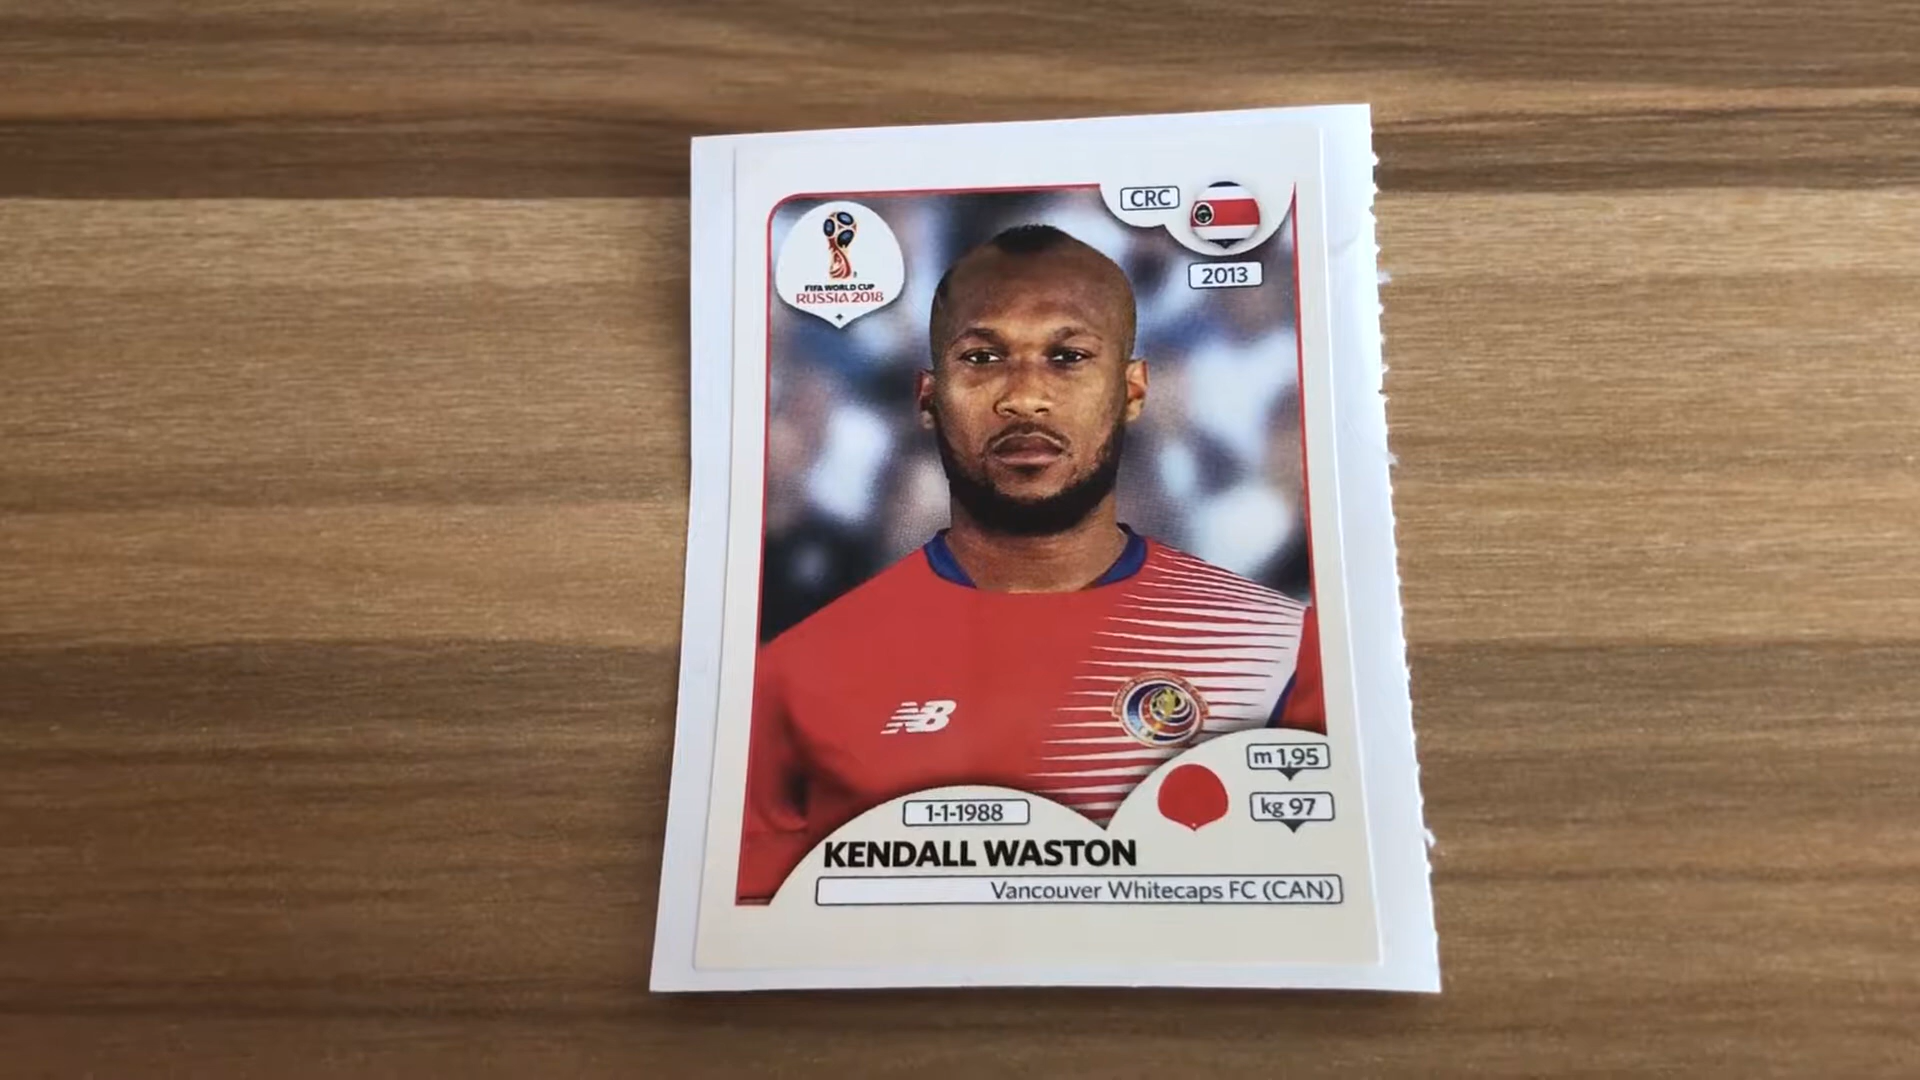 CRC
2013
FIFA WORLD CUP
RUSSIA 2018
NB
m 1,95
kg 97
1-1-1988
KENDALL WASTON
Vancouver Whitecaps FC (CAN)